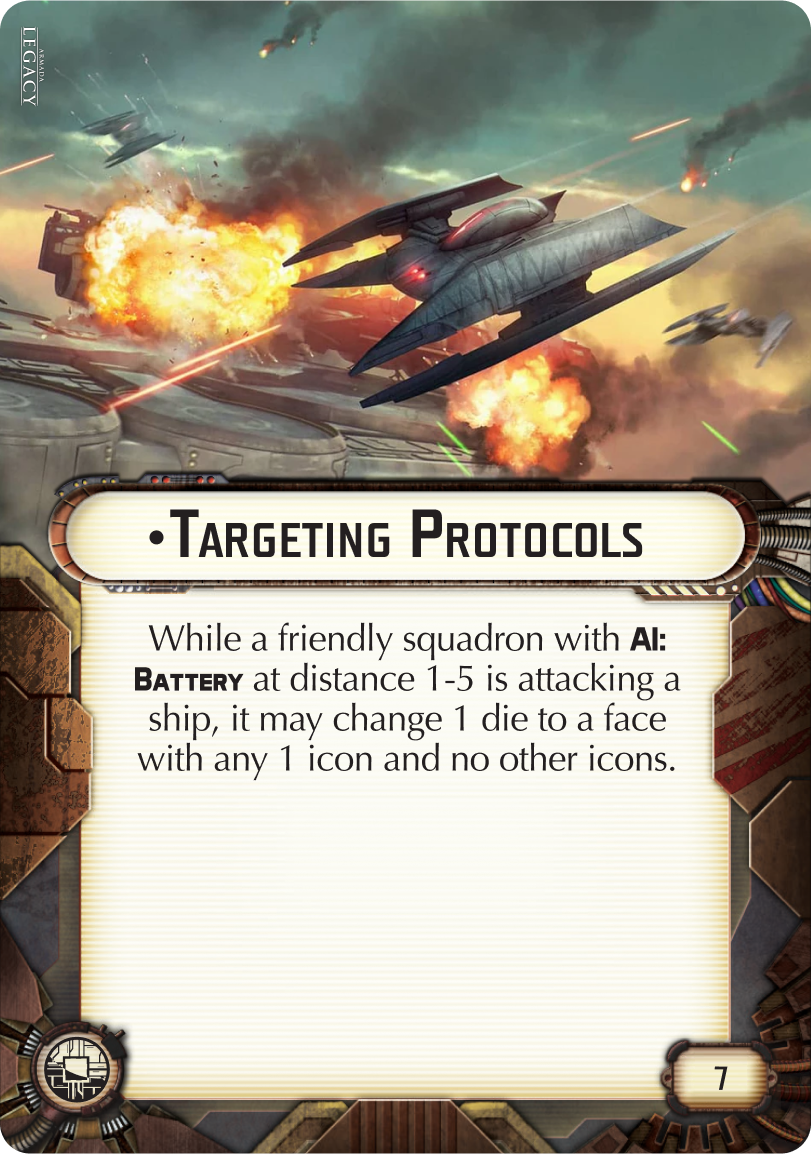 ARMADA
LEGACY
•Targeting Protocols
While a friendly squadron with AI:
Battery at distance 1-5 is attacking a
ship, it may change 1 die to a face
with any 1 icon and no other icons.
7